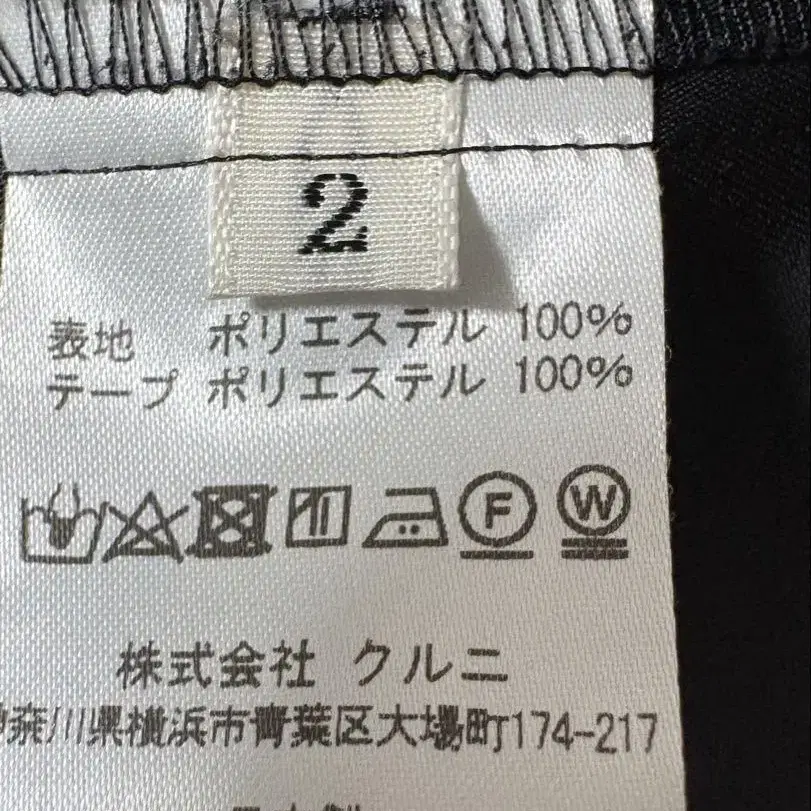 2
表地 ポリエステル 100%
テープ ポリエステル 100%
F W
株式会社 クルニ
神奈川県横浜市青葉区大場町174-217